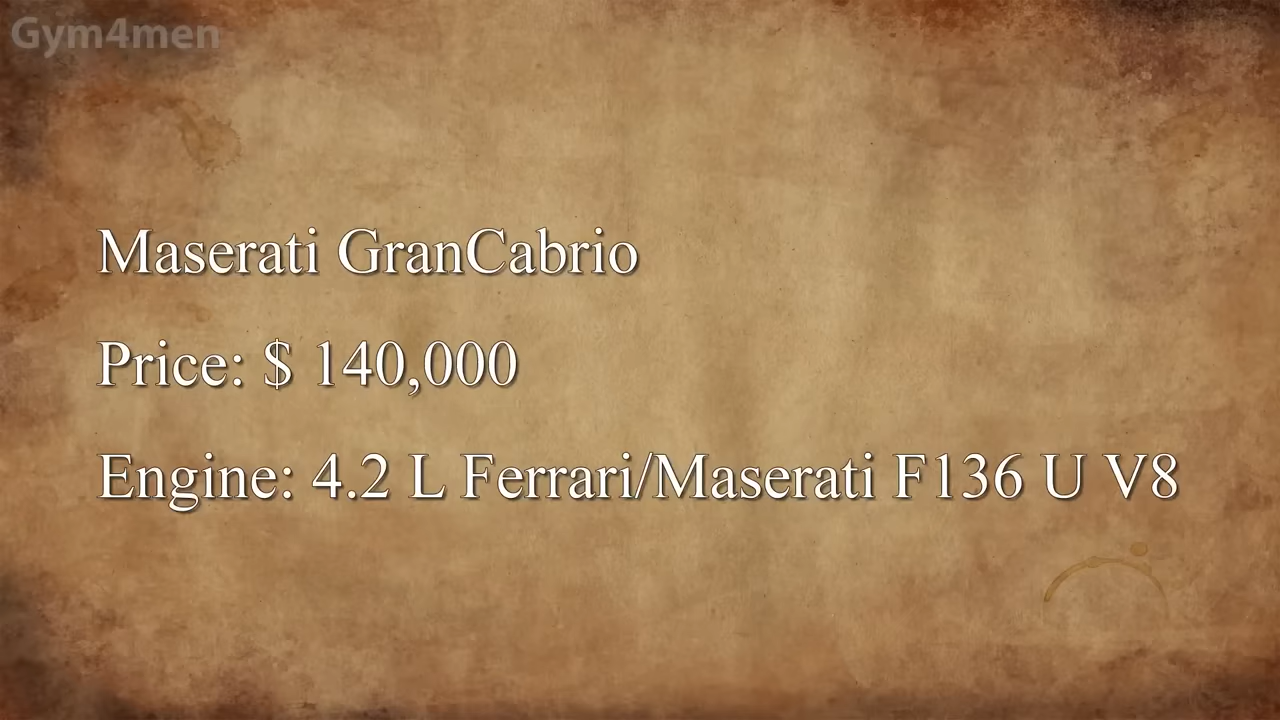 Gym4men
Maserati GranCabrio
Price: $ 140,000
Engine: 4.2 L Ferrari/Maserati F136 U V8